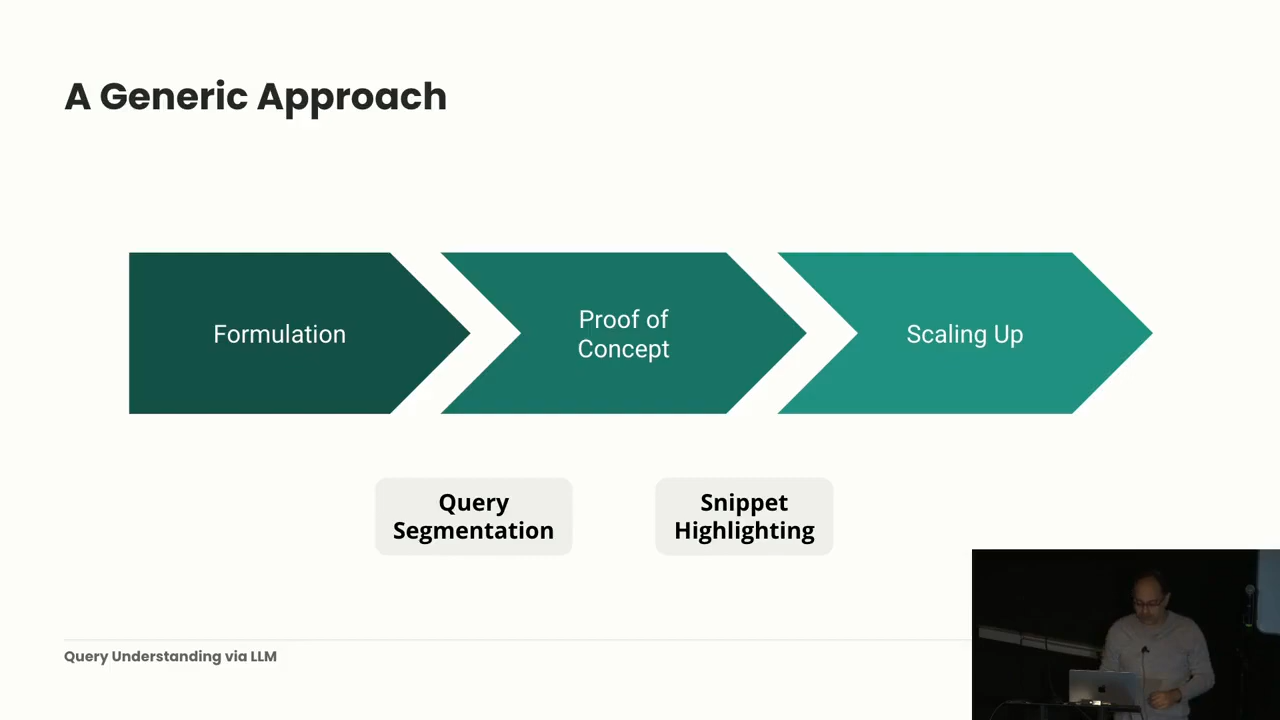 A Generic Approach
Formulation
Proof of
Concept
Scaling Up
Query
Segmentation
Snippet
Highlighting
Query Understanding via LLM